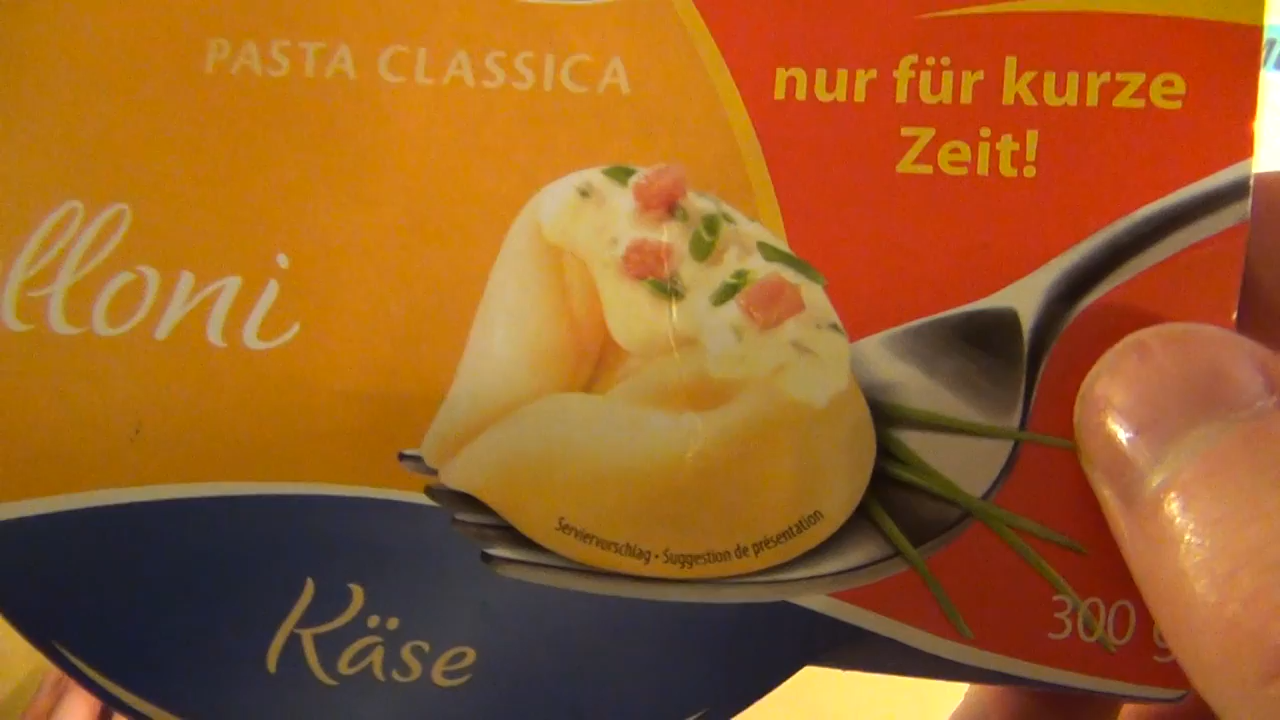 PASTA CLASSICA
nur für kurze
Zeit!
lloni
Serviervorschlag • Suggestion de présentation
Käse
300 g